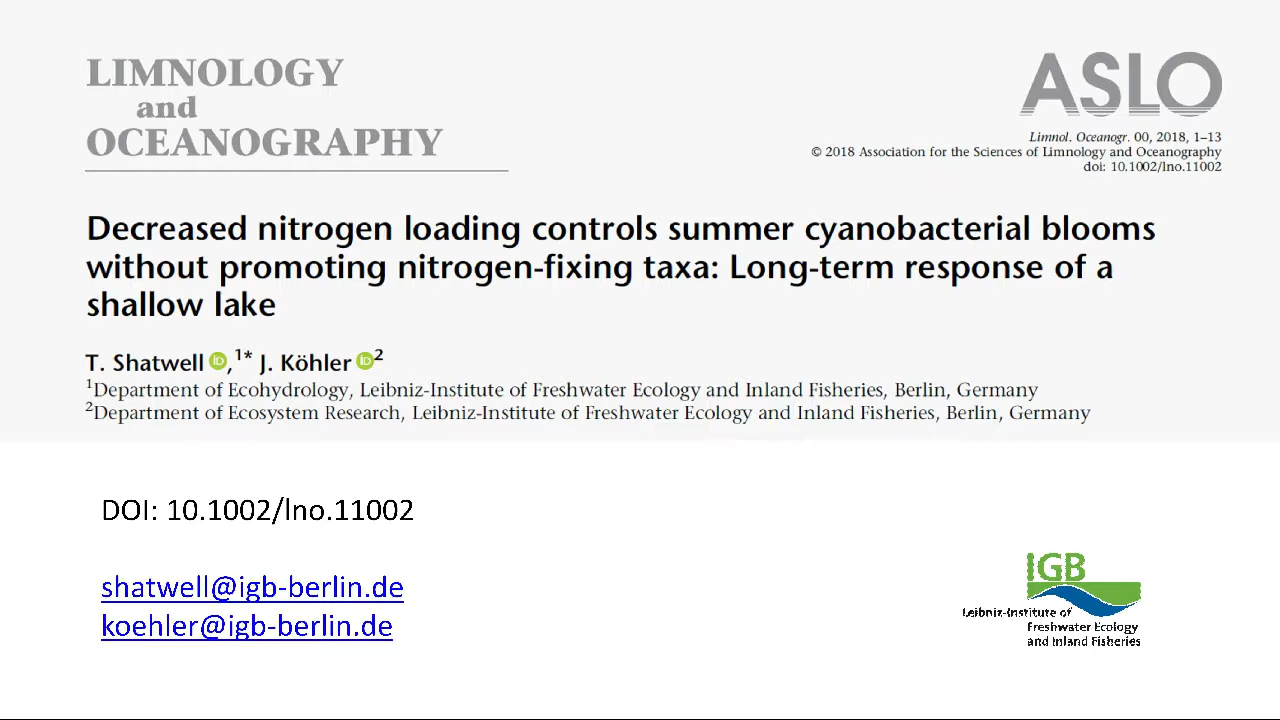 LIMNOLOGY
and
OCEANOGRAPHY
ASLO
Limnol. Oceanogr. 00, 2018, 1–13
© 2018 Association for the Sciences of Limnology and Oceanography
doi: 10.1002/lno.11002
Decreased nitrogen loading controls summer cyanobacterial blooms
without promoting nitrogen-fixing taxa: Long-term response of a
shallow lake
T. Shatwell iD,1* J. Köhler iD2
1Department of Ecohydrology, Leibniz-Institute of Freshwater Ecology and Inland Fisheries, Berlin, Germany
2Department of Ecosystem Research, Leibniz-Institute of Freshwater Ecology and Inland Fisheries, Berlin, Germany
DOI: 10.1002/lno.11002
shatwell@igb-berlin.de
koehler@igb-berlin.de
IGB
Leibniz-Institute of
Freshwater Ecology
and Inland Fisheries